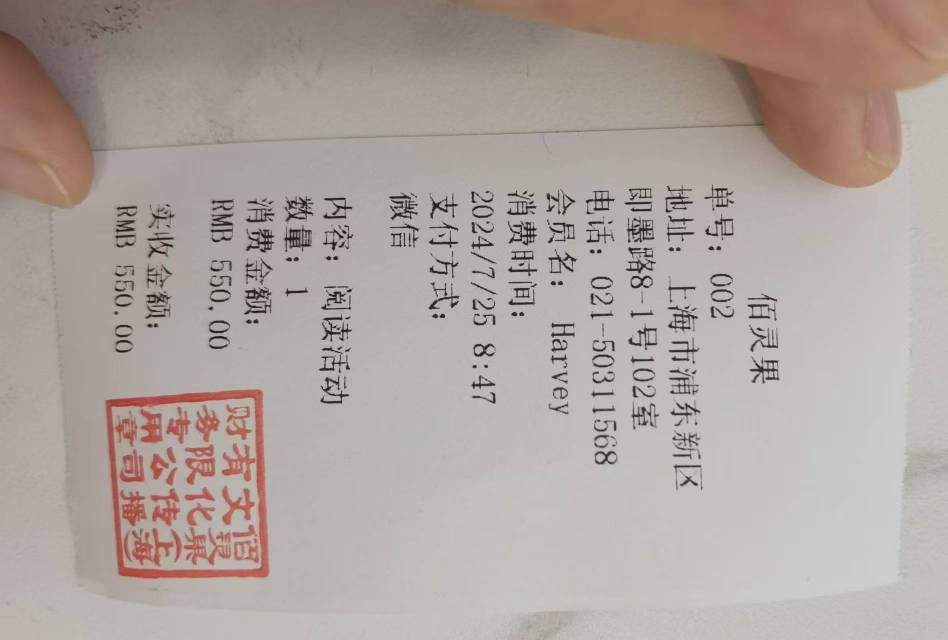 佰灵果
单号：002
地址：上海市浦东新区
即墨路8-1号102室
电话：021-50311568
会员名： Harvey
消费时间：
2024/7/25 8:47
支付方式：
微信
内容：阅读活动
数量：1
消费金额：
RMB 550.00
实收金额：
RMB 550.00
佰灵果(上海)
文化传播
有限公司
财务专用章